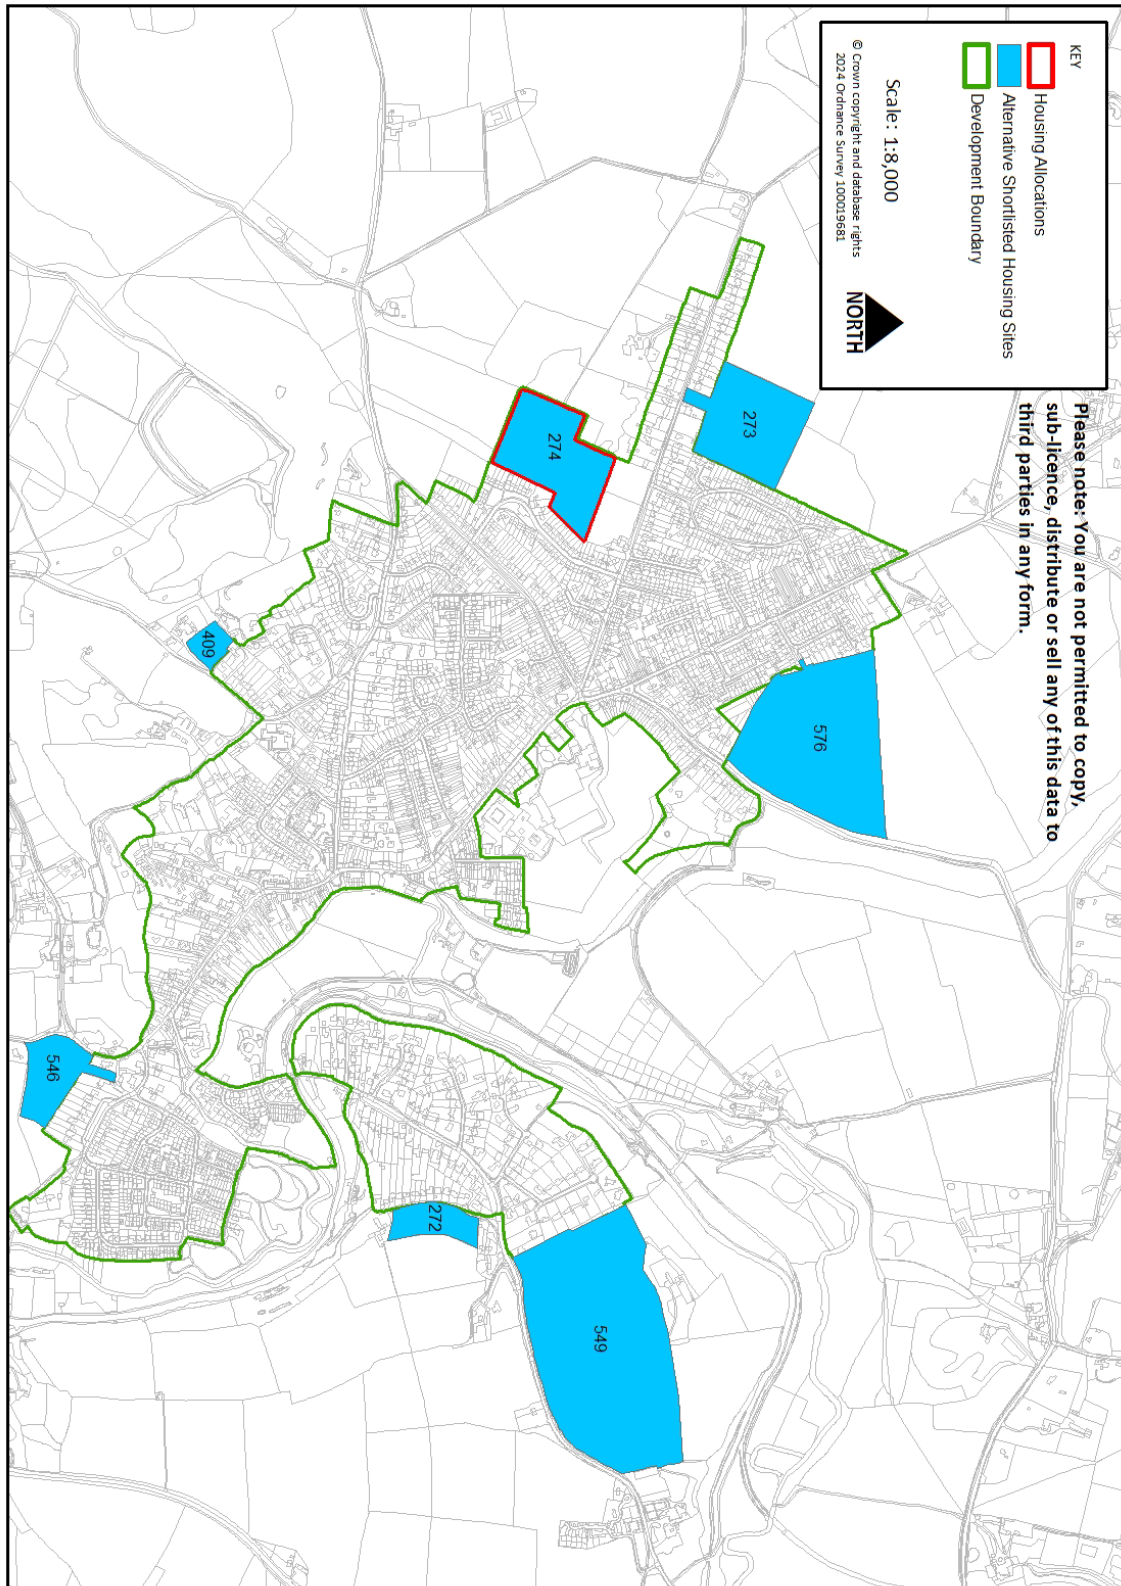 KEY
Housing Allocations
Alternative Shortlisted Housing Sites
Development Boundary
Scale: 1:8,000
© Crown copyright and database rights
2024 Ordnance Survey 100019681
NORTH
Please note: You are not permitted to copy,
sub-licence, distribute or sell any of this data to
third parties in any form.
273
274
576
409
546
272
549